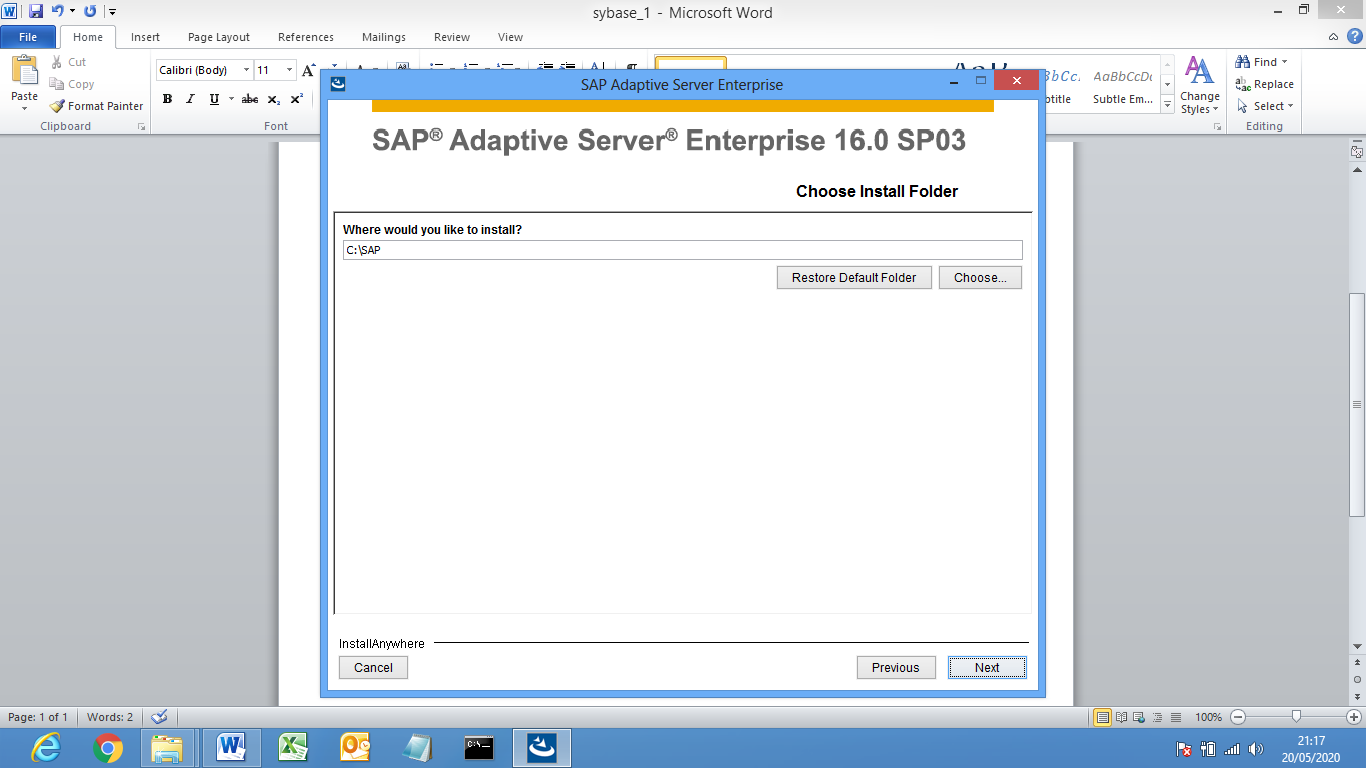 sybase_1 - Microsoft Word
File Home Insert Page Layout References Mailings Review View
Paste
Cut
Copy
Format Painter
Clipboard
Calibri (Body) 11
B I U abc x₂ x²
Font
AaBbCcDc
Subtle Em...
Change Styles
Find
Replace
Select
Editing
SAP Adaptive Server Enterprise
SAP® Adaptive Server® Enterprise 16.0 SP03
Choose Install Folder
Where would you like to install?
C:\SAP
Restore Default Folder Choose...
InstallAnywhere
Cancel Previous Next
Page: 1 of 1 Words: 2 100%
21:17
20/05/2020